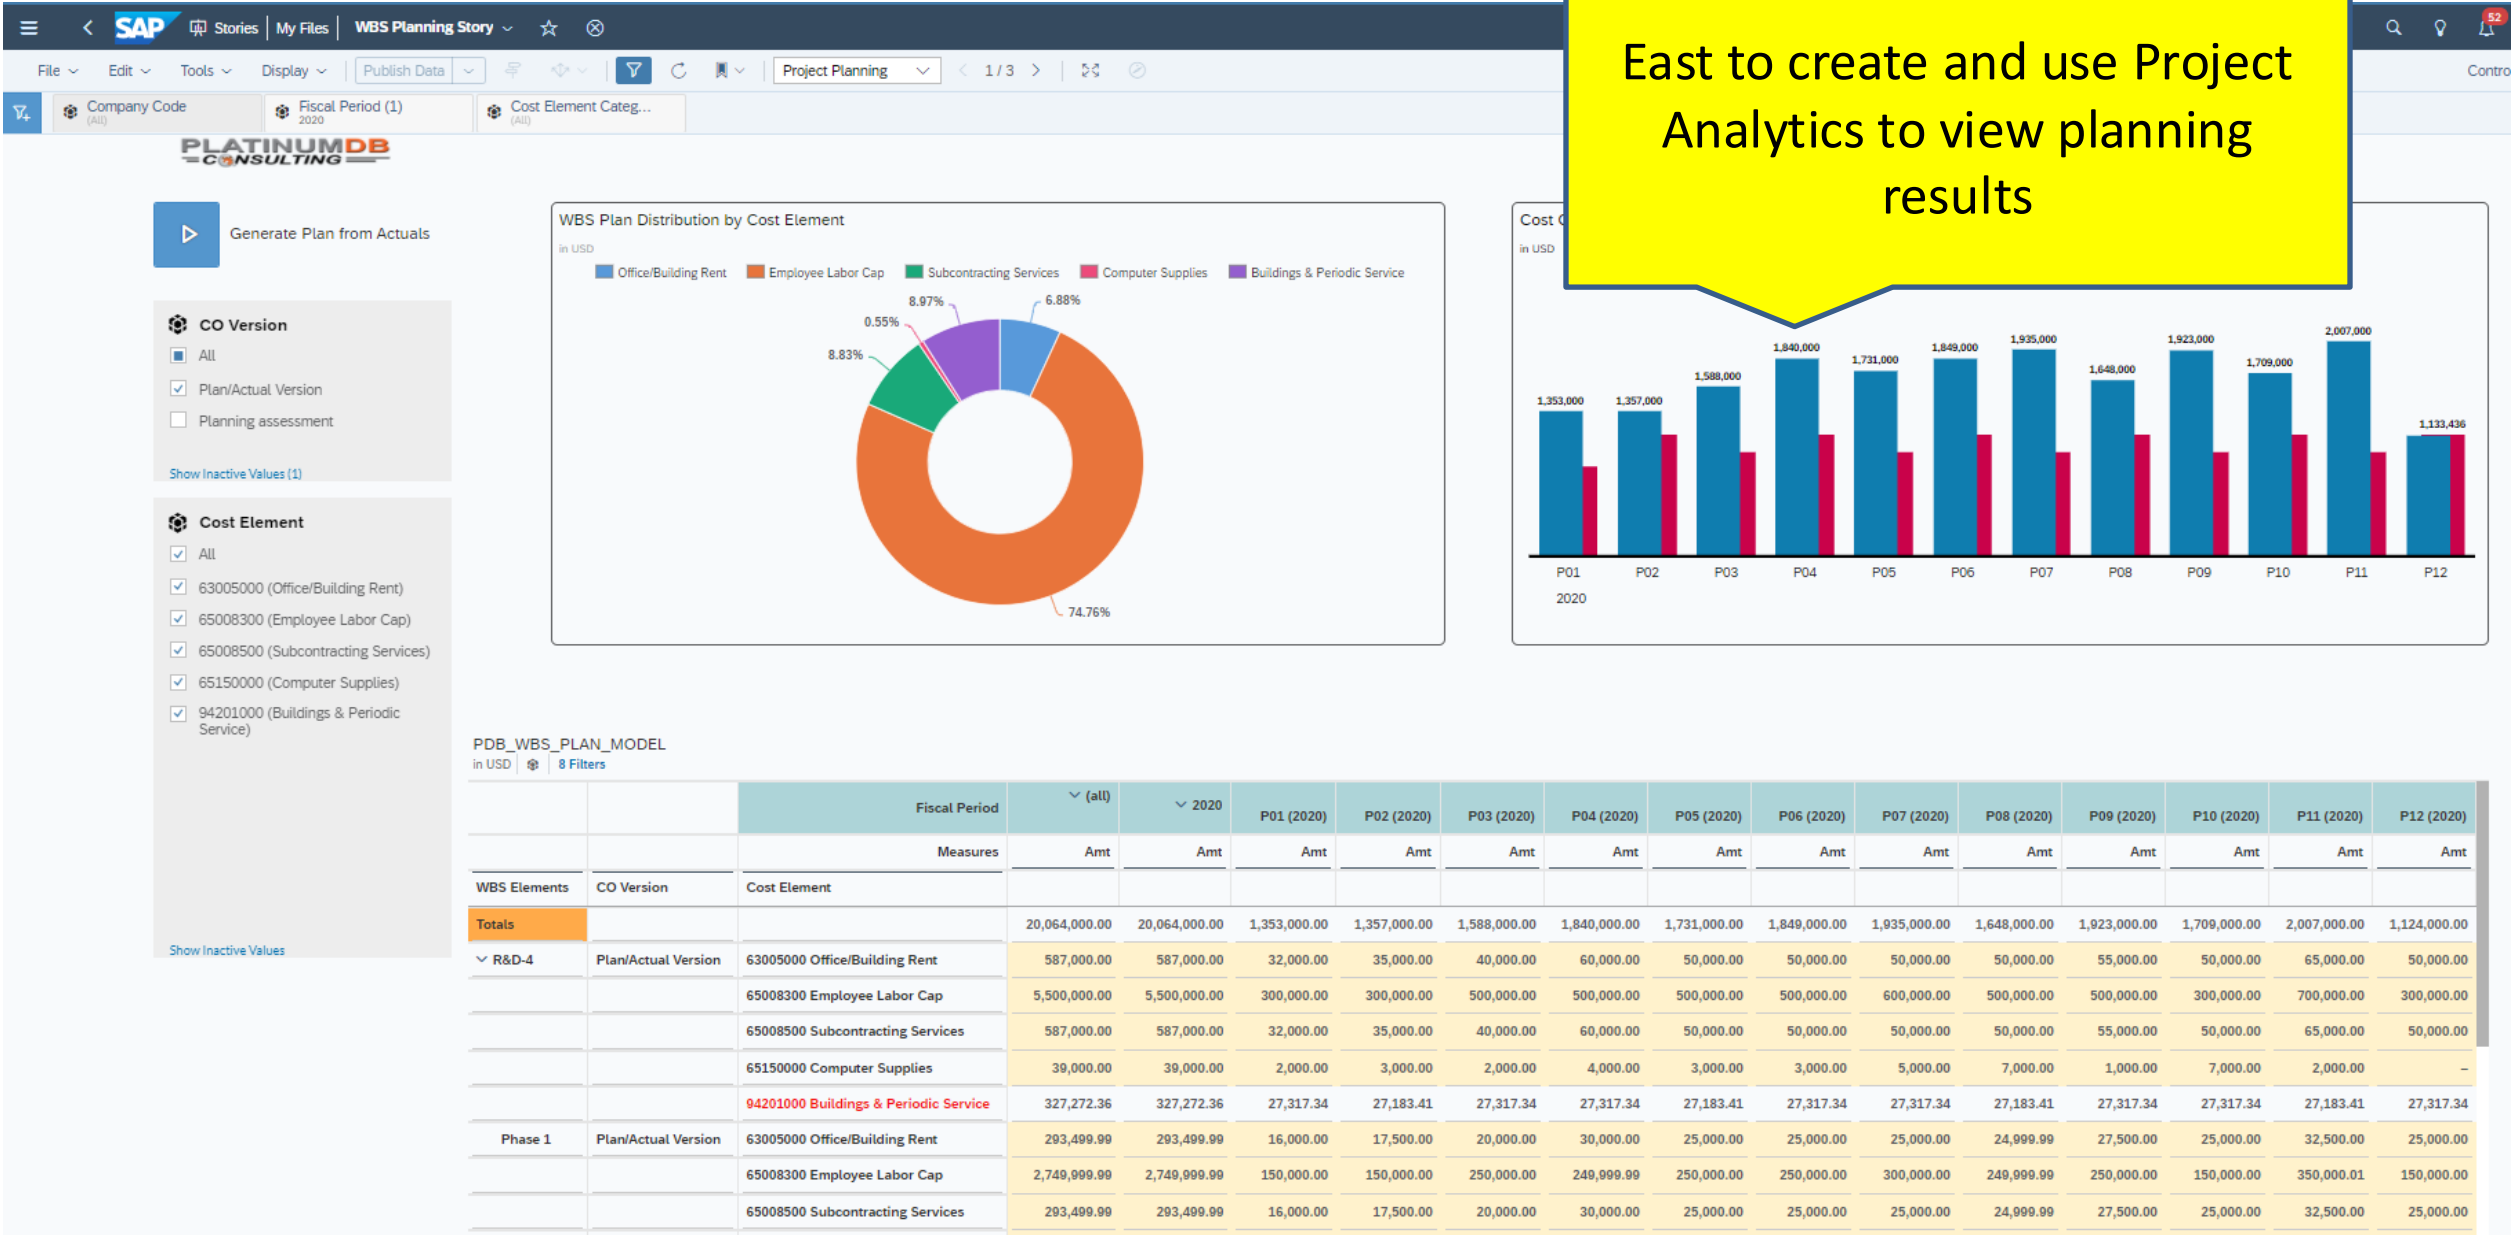 SAP Stories My Files WBS Planning Story 52
File Edit Tools Display Publish Data Project Planning 1/3
Company Code
(All)
Fiscal Period (1)
2020
Cost Element Categ...
(All)
East to create and use Project
Analytics to view planning
results
PLATINUMDB
CONSULTING
Generate Plan from Actuals
CO Version
All
Plan/Actual Version
Planning assessment
Show Inactive Values (1)
Cost Element
All
63005000 (Office/Building Rent)
65008300 (Employee Labor Cap)
65008500 (Subcontracting Services)
65150000 (Computer Supplies)
94201000 (Buildings & Periodic
Service)
Show Inactive Values
WBS Plan Distribution by Cost Element
in USD
Office/Building Rent Employee Labor Cap Subcontracting Services Computer Supplies Buildings & Periodic Service
8.97% 6.88%
0.55%
8.83%
74.76%
Cost
in USD
1,353,000 1,357,000 1,588,000 1,840,000 1,731,000 1,849,000 1,935,000 1,648,000 1,923,000 1,709,000 2,007,000 1,133,436
P01 P02 P03 P04 P05 P06 P07 P08 P09 P10 P11 P12
2020
PDB_WBS_PLAN_MODEL
in USD 8 Filters
Fiscal Period (all) 2020 P01 (2020) P02 (2020) P03 (2020) P04 (2020) P05 (2020) P06 (2020) P07 (2020) P08 (2020) P09 (2020) P10 (2020) P11 (2020) P12 (2020)
Measures Amt Amt Amt Amt Amt Amt Amt Amt Amt Amt Amt Amt Amt Amt
WBS Elements CO Version Cost Element
Totals 20,064,000.00 20,064,000.00 1,353,000.00 1,357,000.00 1,588,000.00 1,840,000.00 1,731,000.00 1,849,000.00 1,935,000.00 1,648,000.00 1,923,000.00 1,709,000.00 2,007,000.00 1,124,000.00
R&D-4 Plan/Actual Version 63005000 Office/Building Rent 587,000.00 587,000.00 32,000.00 35,000.00 40,000.00 60,000.00 50,000.00 50,000.00 50,000.00 50,000.00 55,000.00 50,000.00 65,000.00 50,000.00
65008300 Employee Labor Cap 5,500,000.00 5,500,000.00 300,000.00 300,000.00 500,000.00 500,000.00 500,000.00 500,000.00 600,000.00 500,000.00 500,000.00 300,000.00 700,000.00 300,000.00
65008500 Subcontracting Services 587,000.00 587,000.00 32,000.00 35,000.00 40,000.00 60,000.00 50,000.00 50,000.00 50,000.00 50,000.00 55,000.00 50,000.00 65,000.00 50,000.00
65150000 Computer Supplies 39,000.00 39,000.00 2,000.00 3,000.00 2,000.00 4,000.00 3,000.00 3,000.00 5,000.00 7,000.00 1,000.00 7,000.00 2,000.00 –
94201000 Buildings & Periodic Service 327,272.36 327,272.36 27,317.34 27,183.41 27,317.34 27,317.34 27,183.41 27,317.34 27,317.34 27,183.41 27,317.34 27,317.34 27,183.41 27,317.34
Phase 1 Plan/Actual Version 63005000 Office/Building Rent 293,499.99 293,499.99 16,000.00 17,500.00 20,000.00 30,000.00 25,000.00 25,000.00 25,000.00 24,999.99 27,500.00 25,000.00 32,500.00 25,000.00
65008300 Employee Labor Cap 2,749,999.99 2,749,999.99 150,000.00 150,000.00 250,000.00 249,999.99 250,000.00 250,000.00 300,000.00 249,999.99 250,000.00 150,000.00 350,000.01 150,000.00
65008500 Subcontracting Services 293,499.99 293,499.99 16,000.00 17,500.00 20,000.00 30,000.00 25,000.00 25,000.00 25,000.00 24,999.99 27,500.00 25,000.00 32,500.00 25,000.00